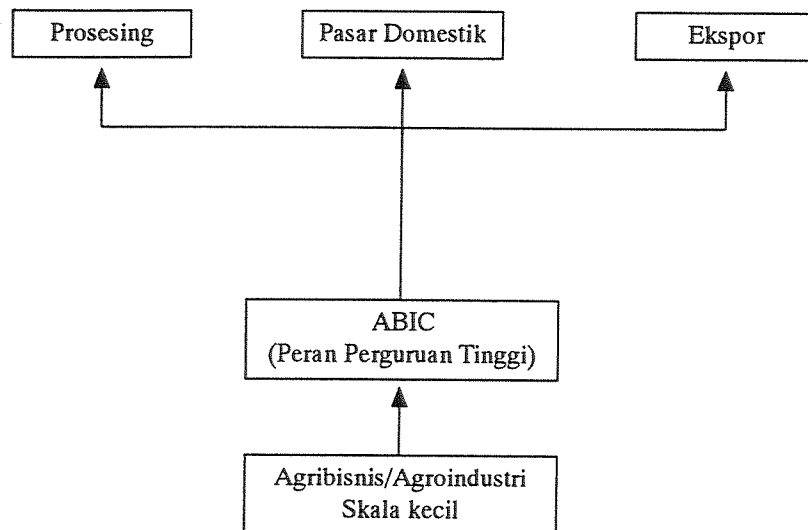 Prosesing
Pasar Domestik
Ekspor
ABIC
(Peran Perguruan Tinggi)
Agribisnis/Agroindustri
Skala kecil